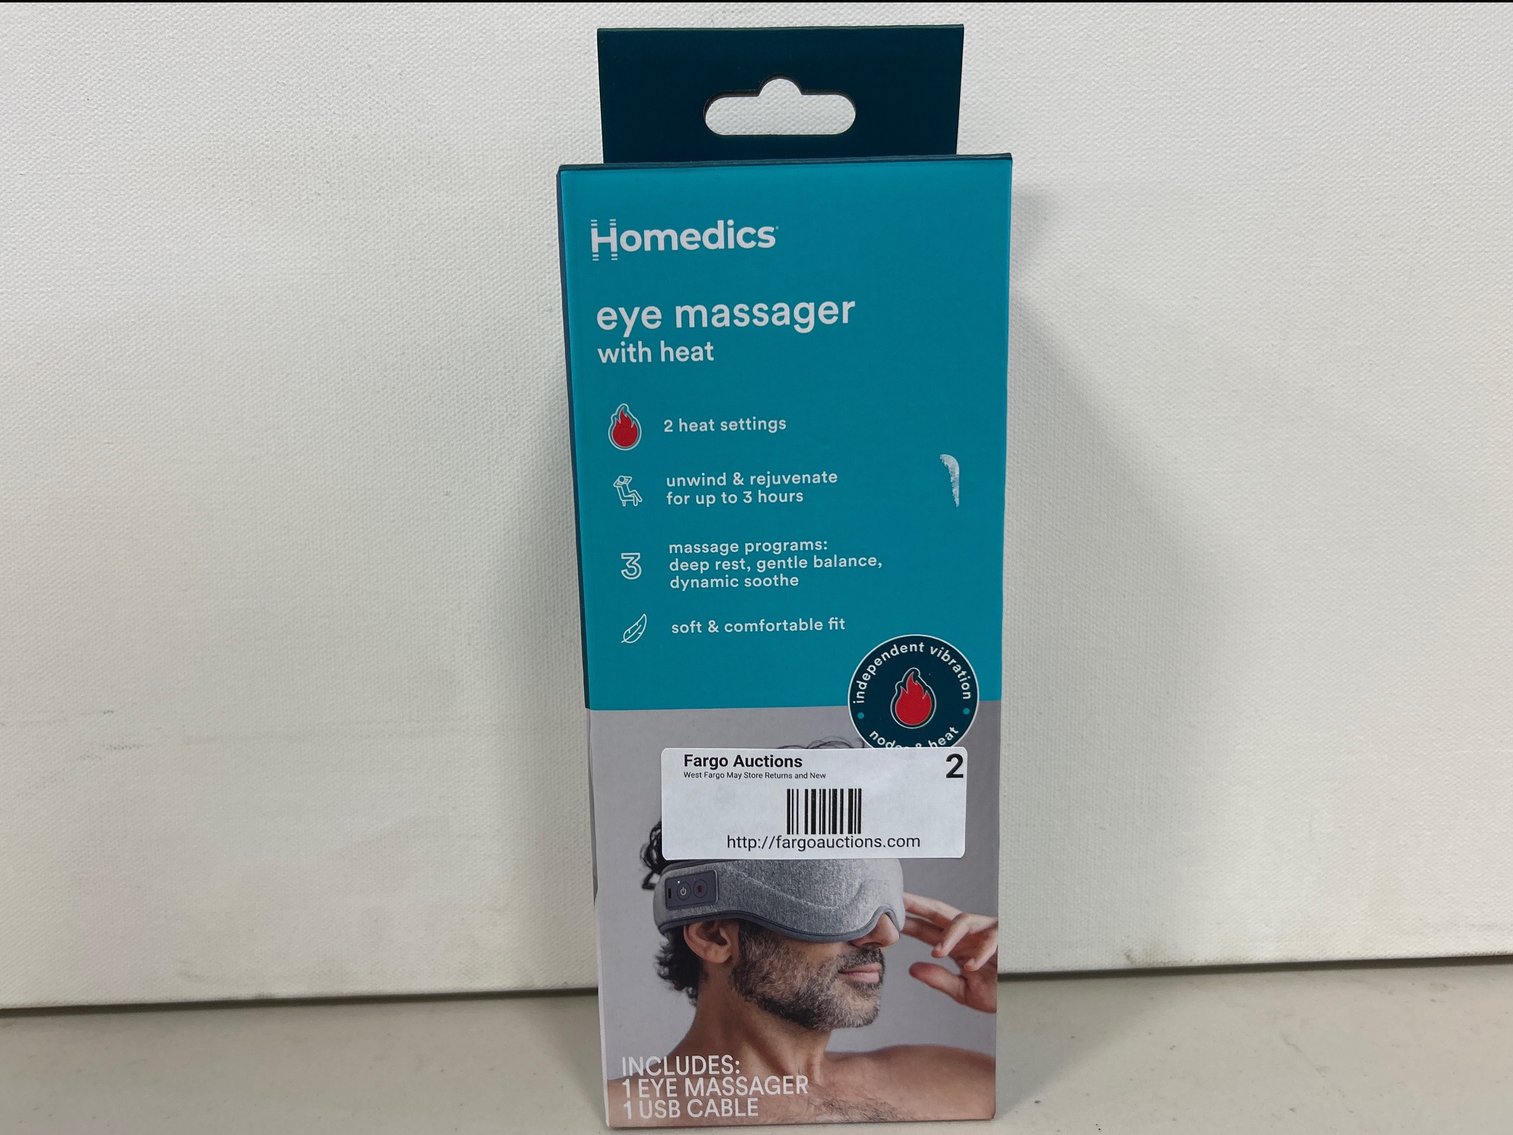 Homedics
eye massager
with heat
2 heat settings
unwind & rejuvenate
for up to 3 hours
3
massage programs:
deep rest, gentle balance,
dynamic soothe
soft & comfortable fit
independent vibration
& heat
Fargo Auctions
2
West Fargo May Store Returns and New
http://fargoauctions.com
INCLUDES:
1 EYE MASSAGER
1 USB CABLE